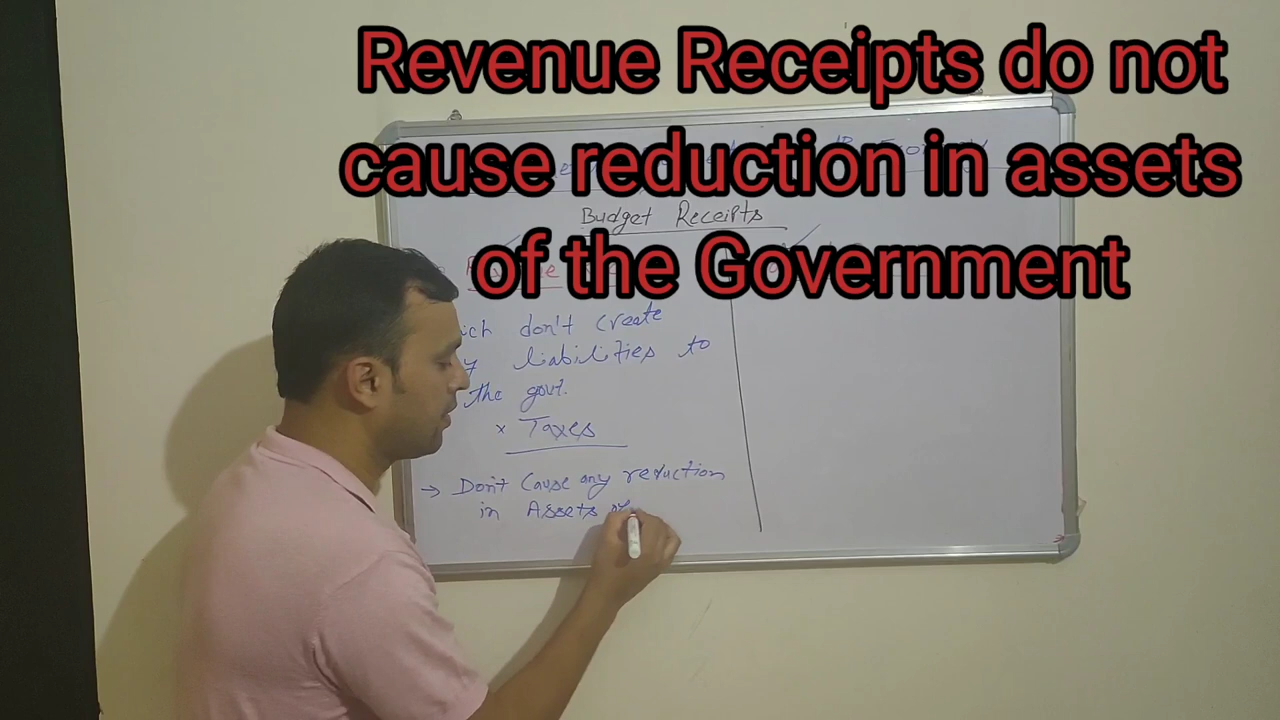 Revenue Receipts do not
cause reduction in assets
of the Government
Budget Receipts
don't create
liabilities to
the govt.
x Taxes
→ Don't Cause any reduction
in Assets of